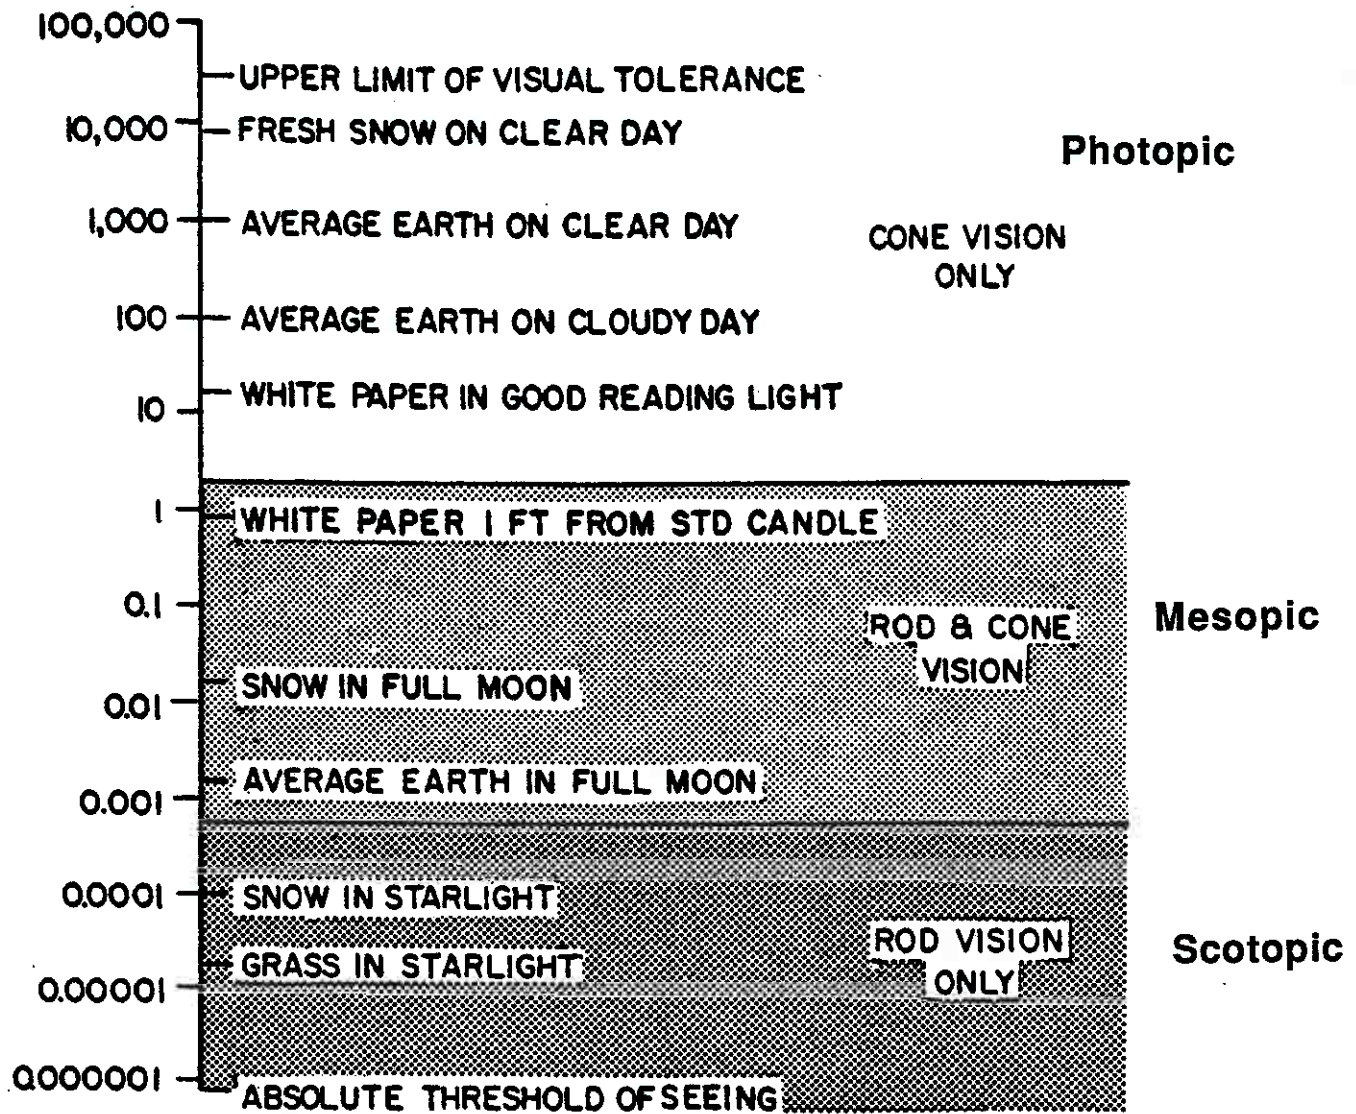 100,000
UPPER LIMIT OF VISUAL TOLERANCE
10,000
FRESH SNOW ON CLEAR DAY
Photopic
1,000
AVERAGE EARTH ON CLEAR DAY
CONE VISION
ONLY
100
AVERAGE EARTH ON CLOUDY DAY
WHITE PAPER IN GOOD READING LIGHT
10
1
WHITE PAPER 1 FT FROM STD CANDLE
0.1
ROD & CONE
VISION
Mesopic
SNOW IN FULL MOON
0.01
AVERAGE EARTH IN FULL MOON
0.001
0.0001
SNOW IN STARLIGHT
ROD VISION
ONLY
Scotopic
GRASS IN STARLIGHT
0.00001
0.000001
ABSOLUTE THRESHOLD OF SEEING